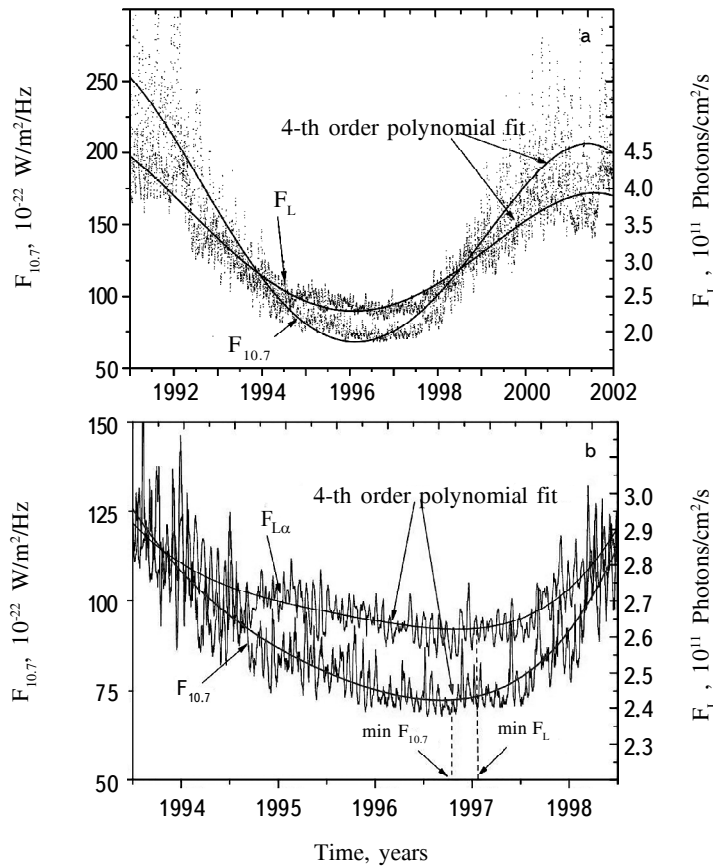 a
250
200
150
100
50
F10.7, 10-22 W/m2/Hz
4-th order polynomial fit
FL
F10.7
4.5
4.0
3.5
3.0
2.5
2.0
, 1011 Photons/cm2/s
1992 1994 1996 1998 2000 2002
b
150
125
100
75
50
F10.7, 10-22 W/m2/Hz
4-th order polynomial fit
FLα
F10.7
min F10.7
min FL
3.0
2.9
2.8
2.7
2.6
2.5
2.4
2.3
, 1011 Photons/cm2/s
1994 1995 1996 1997 1998
Time, years